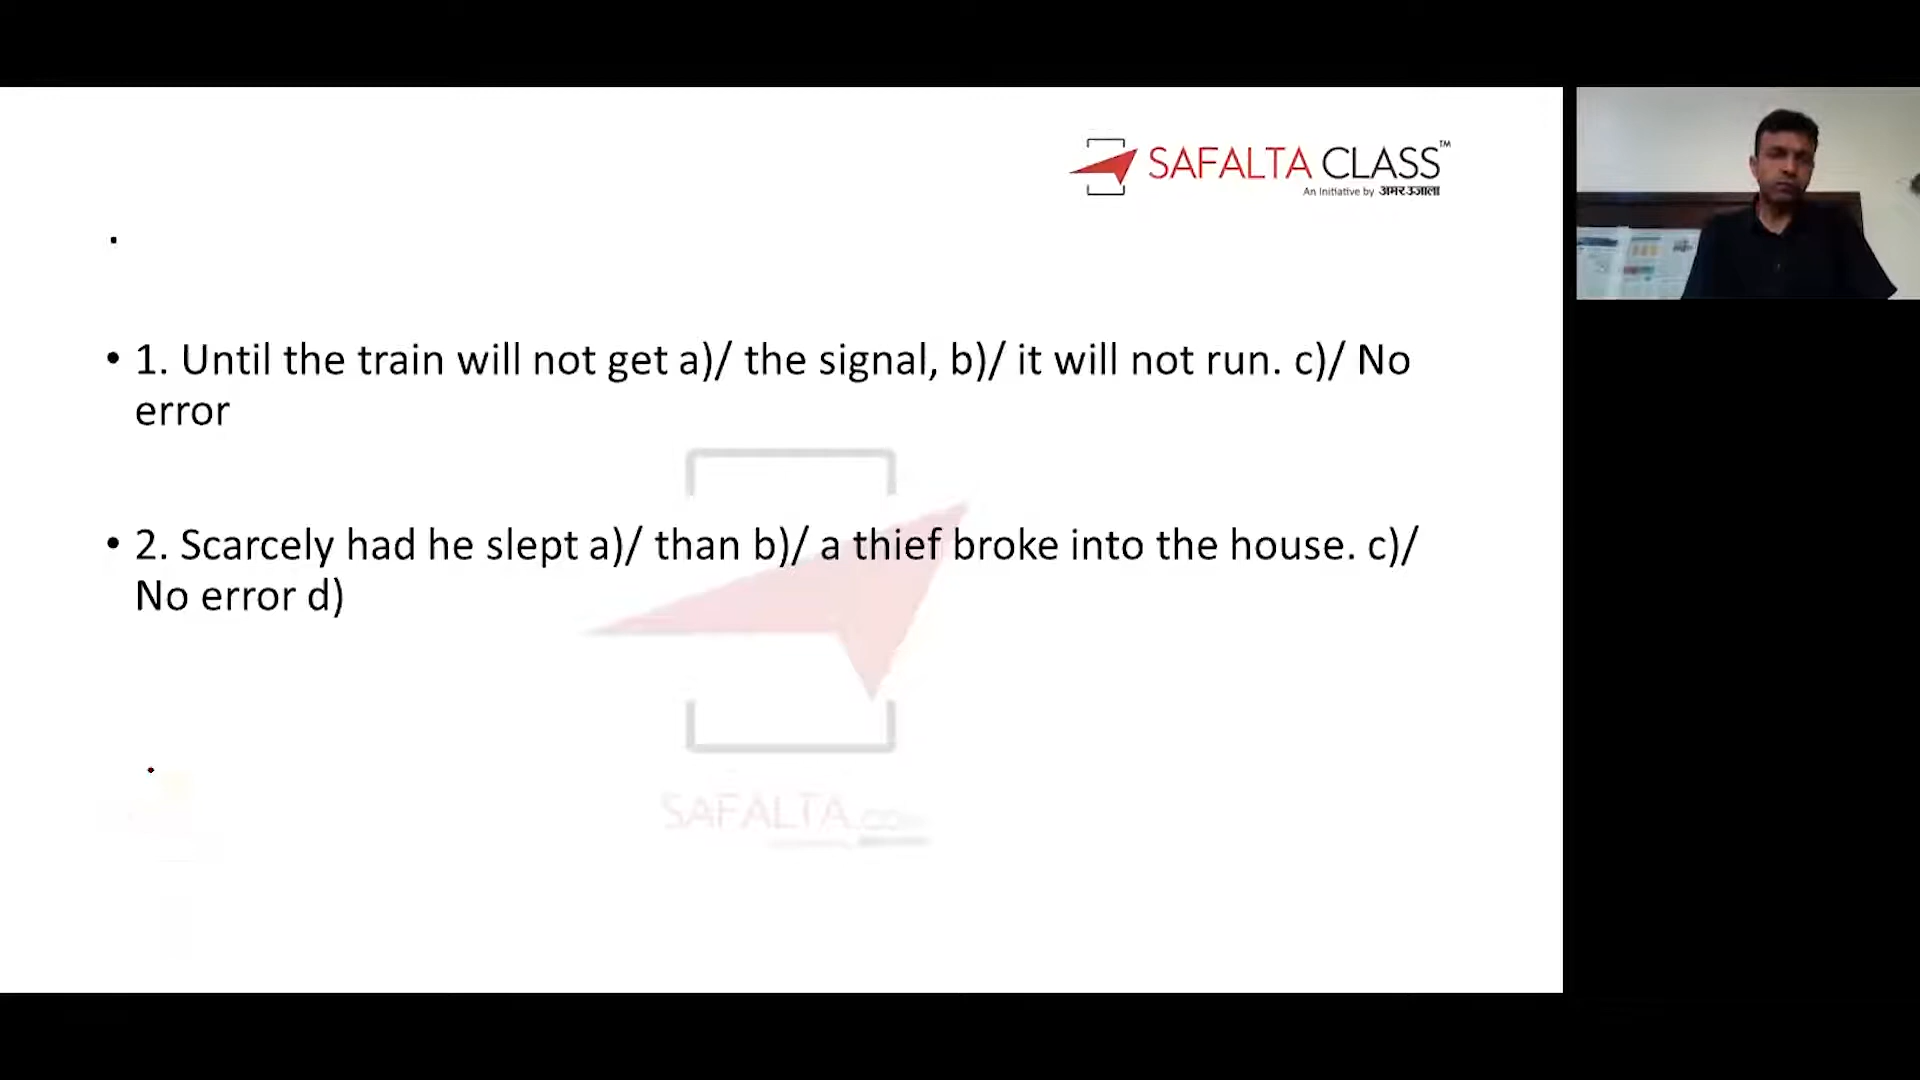 SAFALTA CLASS™
An Initiative by अमर उजाला
.
• 1. Until the train will not get a)/ the signal, b)/ it will not run. c)/ No
error
• 2. Scarcely had he slept a)/ than b)/ a thief broke into the house. c)/
No error d)
SAFALTA.com